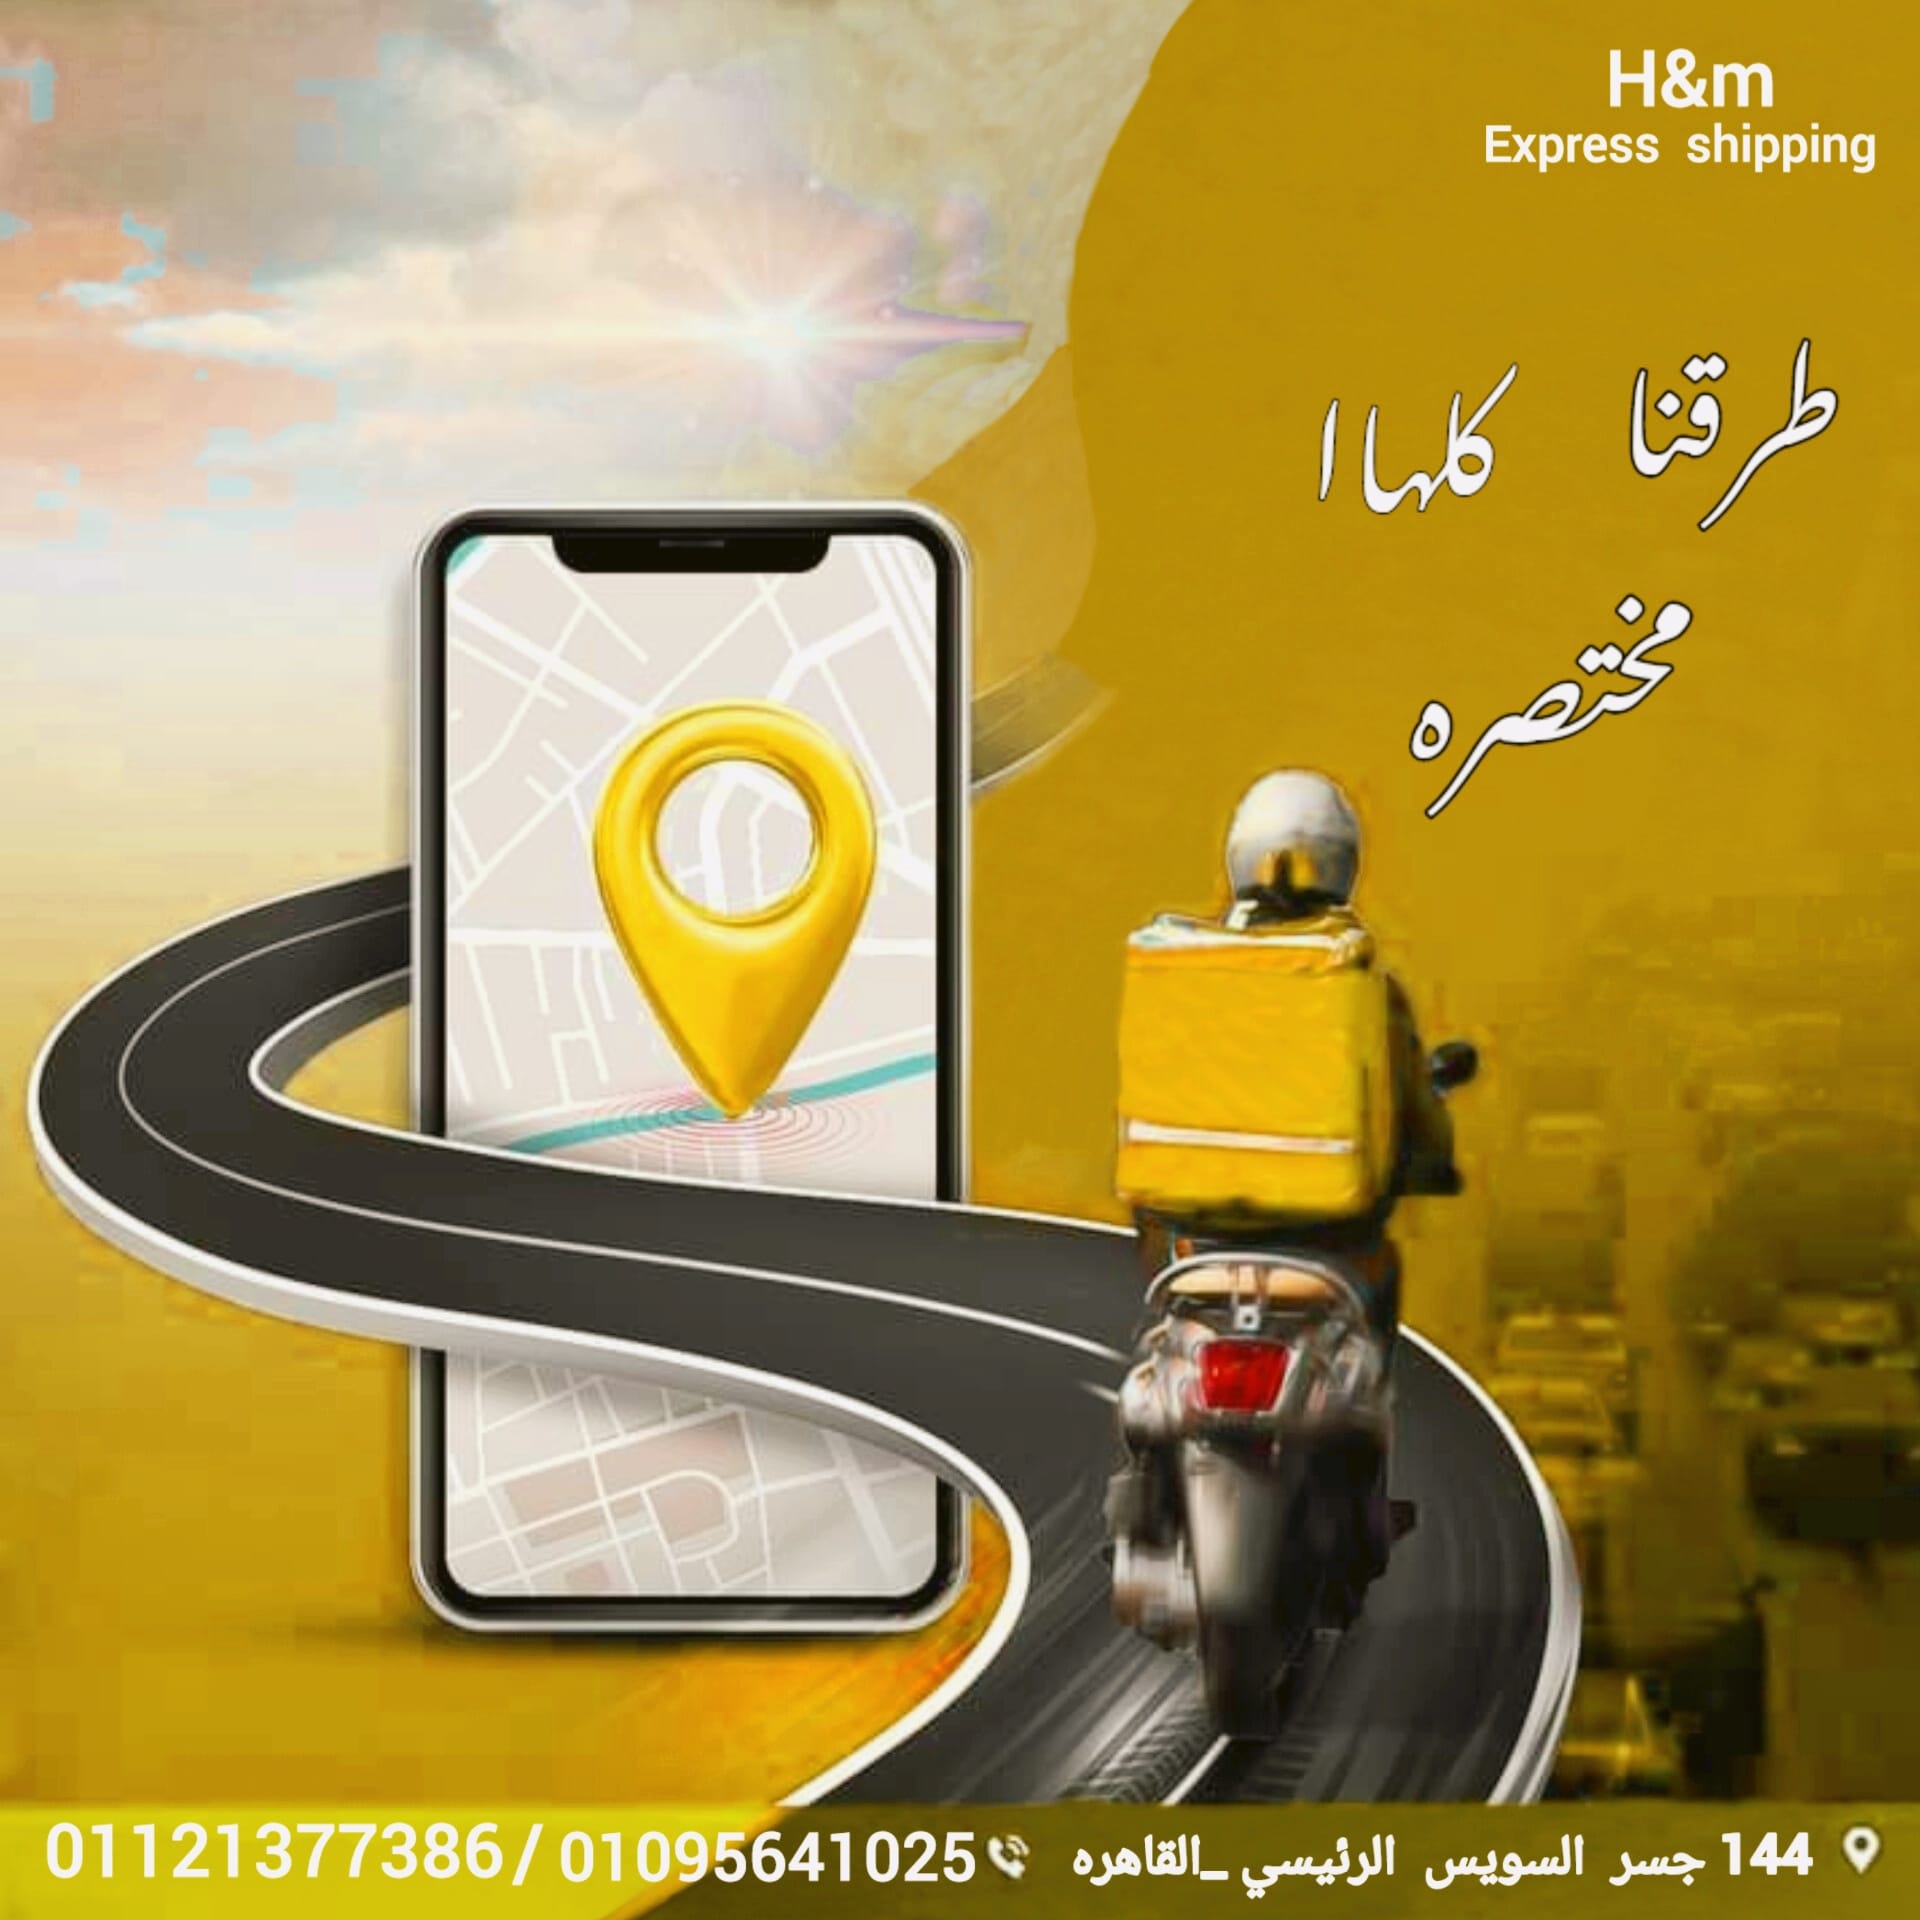 H&m
Express shipping
طرقنا كلهاا
مختصره
144 جسر السويس الرئيسي _القاهره
01121377386/01095641025